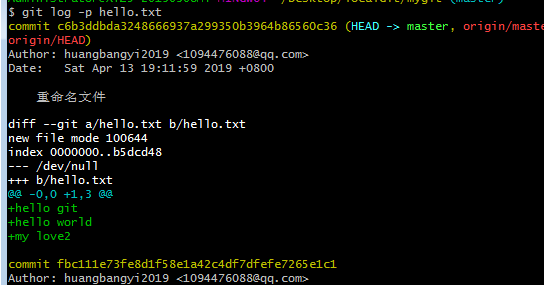 $ git log -p hello.txt
commit c6b3ddbda3248666937a299350b3964b86560c36 (HEAD -> master, origin/maste
origin/HEAD)
Author: huangbangyi2019 <1094476088@qq.com>
Date:   Sat Apr 13 19:11:59 2019 +0800
重命名文件
diff --git a/hello.txt b/hello.txt
new file mode 100644
index 0000000..b5dcd48
--- /dev/null
+++ b/hello.txt
@@ -0,0 +1,3 @@
+hello git
+hello world
+my love2
commit fbc111e73fe8d1f58e1a42c4df7dfefe7265e1c1
Author: huangbangyi2019 <1094476088@qq.com>